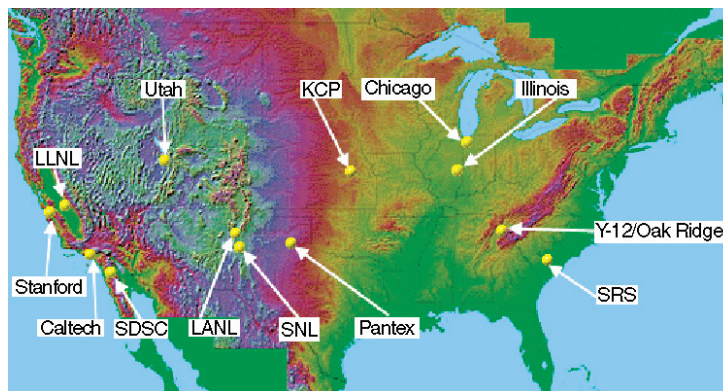 Utah
KCP
Chicago
Illinois
LLNL
Y-12/Oak Ridge
Stanford
SRS
Caltech
SDSC
LANL
SNL
Pantex